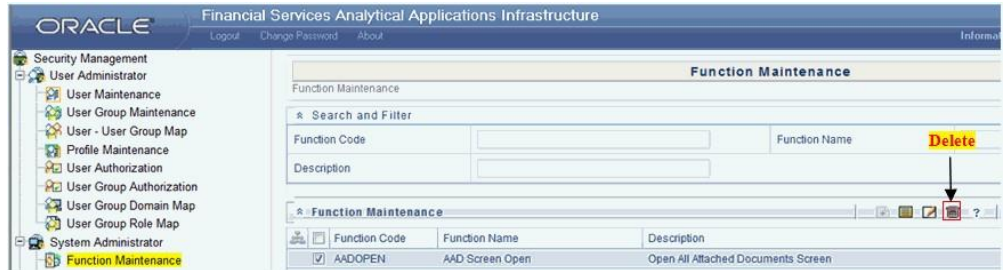 ORACLE
Financial Services Analytical Applications Infrastructure
Logout Change Password About
Security Management
User Administrator
User Maintenance
User Group Maintenance
User - User Group Map
Profile Maintenance
User Authorization
User Group Authorization
User Group Domain Map
User Group Role Map
System Administrator
Function Maintenance
Function Maintenance
Function Maintenance
Search and Filter
Function Code Function Name
Delete
Description
Function Maintenance ?
Function Code Function Name Description
AADOPEN AAD Screen Open Open All Attached Documents Screen